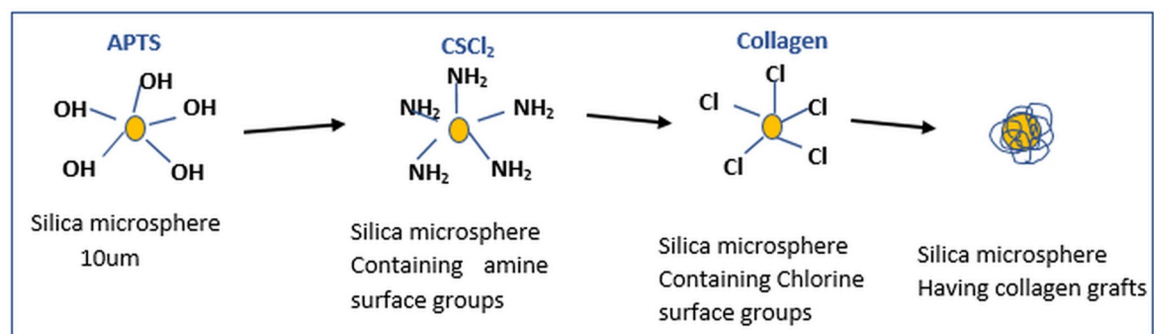 APTS
OH
OH
OH
OH
OH
Silica microsphere
10um
CSCl₂
NH₂
NH₂
NH₂
NH₂
NH₂
Silica microsphere
Containing amine
surface groups
Collagen
Cl
Cl
Cl
Cl
Cl
Silica microsphere
Containing Chlorine
surface groups
Silica microsphere
Having collagen grafts